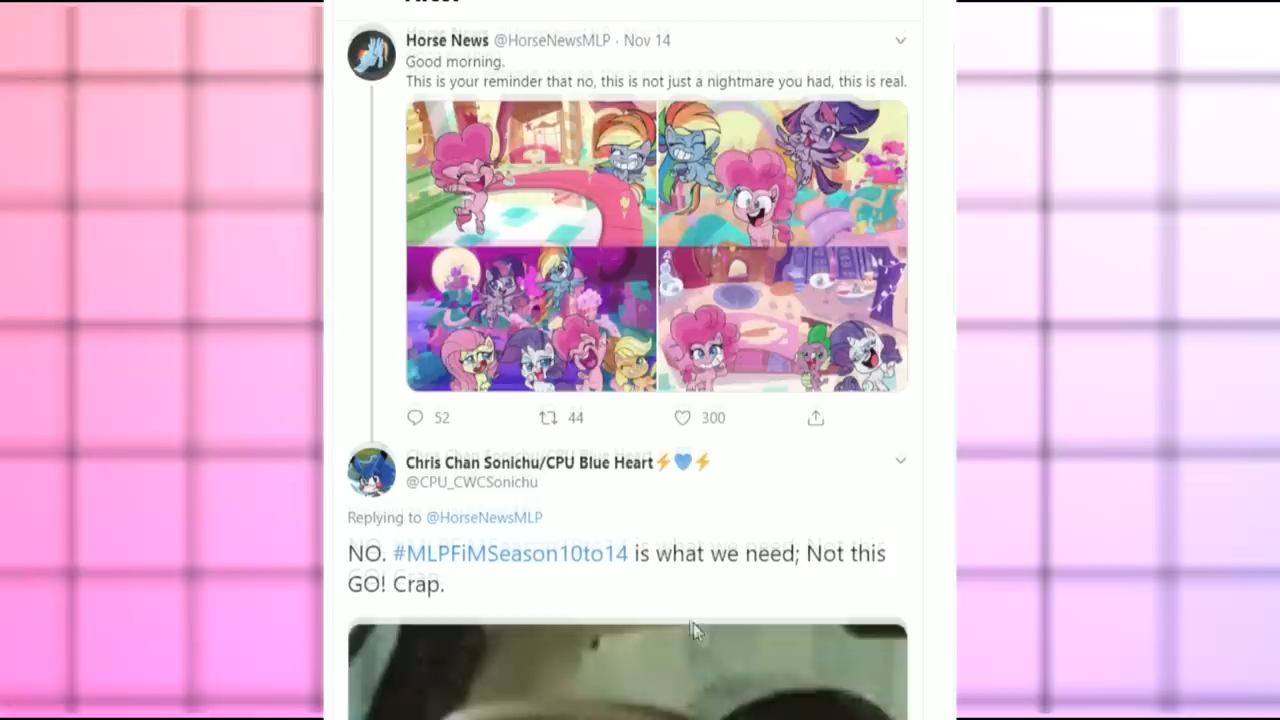 Horse News @HorseNewsMLP · Nov 14
Good morning.
This is your reminder that no, this is not just a nightmare you had, this is real.
52 44 300
Chris Chan Sonichu/CPU Blue Heart⚡💙⚡
@CPU_CWCSonichu
Replying to @HorseNewsMLP
NO. #MLPFiMSeason10to14 is what we need; Not this
GO! Crap.